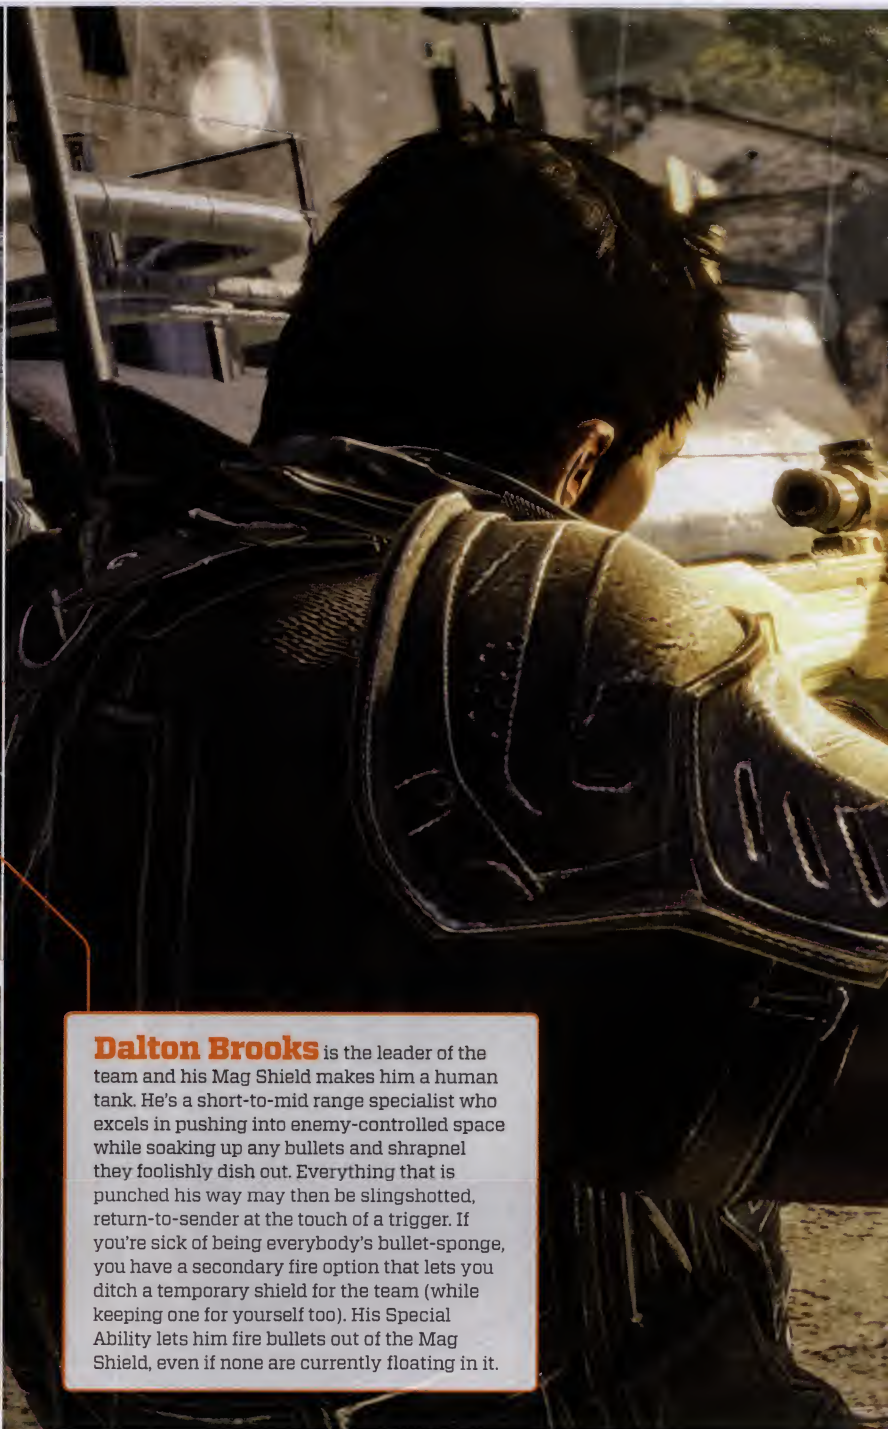 Dalton Brooks is the leader of the
team and his Mag Shield makes him a human
tank. He's a short-to-mid range specialist who
excels in pushing into enemy-controlled space
while soaking up any bullets and shrapnel
they foolishly dish out. Everything that is
punched his way may then be slingshotted,
return-to-sender at the touch of a trigger. If
you're sick of being everybody's bullet-sponge,
you have a secondary fire option that lets you
ditch a temporary shield for the team (while
keeping one for yourself too). His Special
Ability lets him fire bullets out of the Mag
Shield, even if none are currently floating in it.